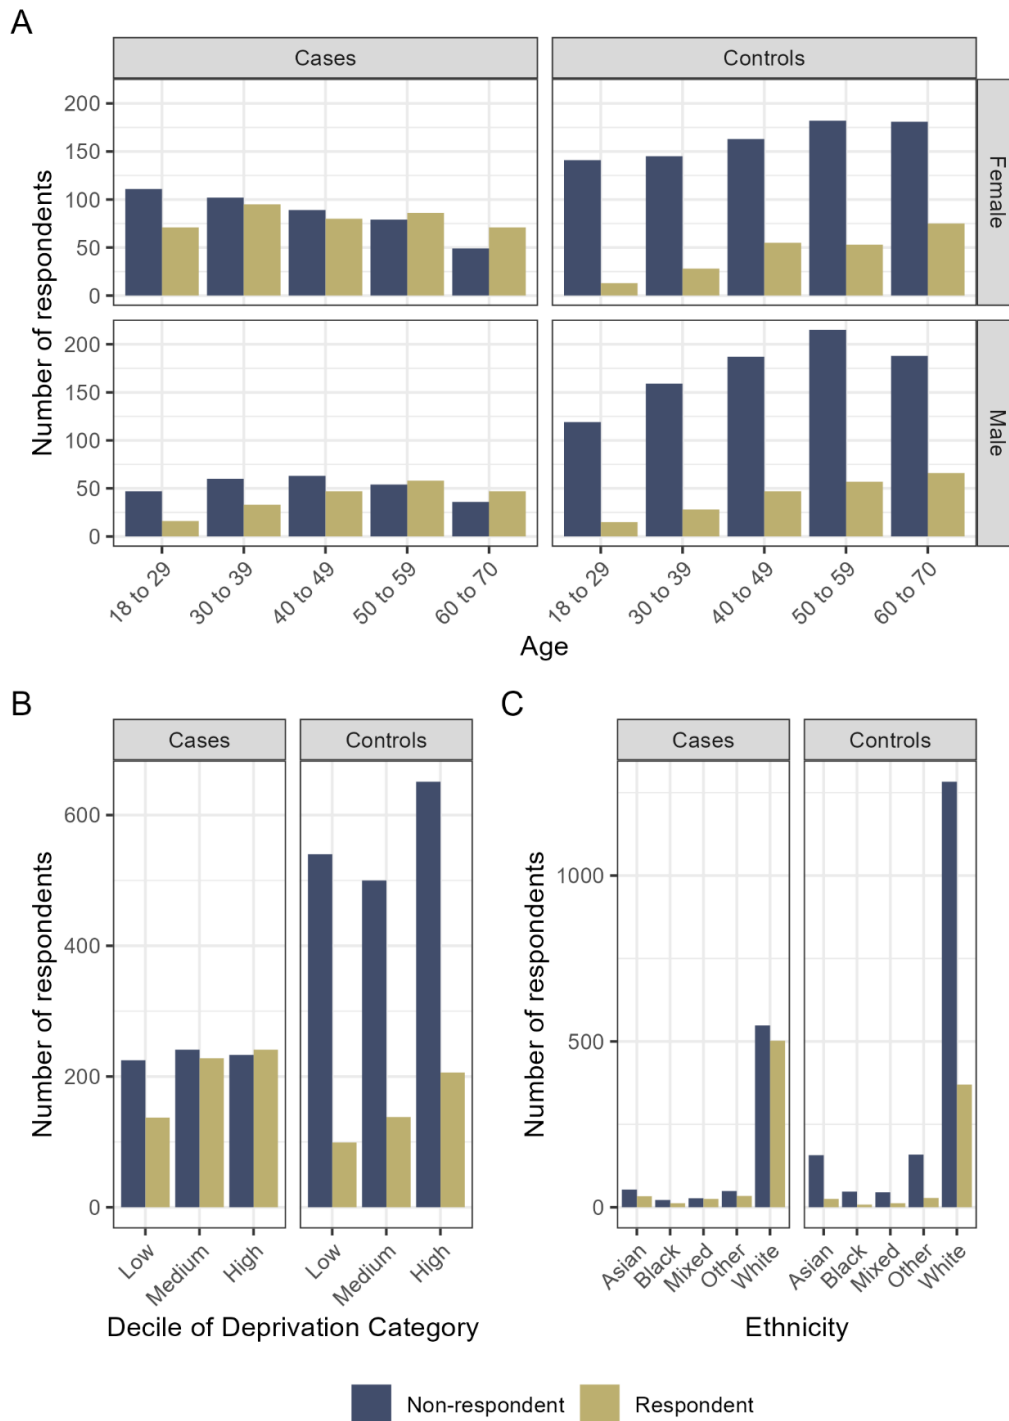 A
Cases
Controls
200
150
100
50
0
Female
200
150
100
50
0
Male
Number of respondents
18 to 29
30 to 39
40 to 49
50 to 59
60 to 70
18 to 29
30 to 39
40 to 49
50 to 59
60 to 70
Age
B
Cases
Controls
600
400
200
0
Number of respondents
Low
Medium
High
Low
Medium
High
Decile of Deprivation Category
C
Cases
Controls
1000
500
0
Number of respondents
Asian
Black
Mixed
Other
White
Asian
Black
Mixed
Other
White
Ethnicity
Non-respondent
Respondent